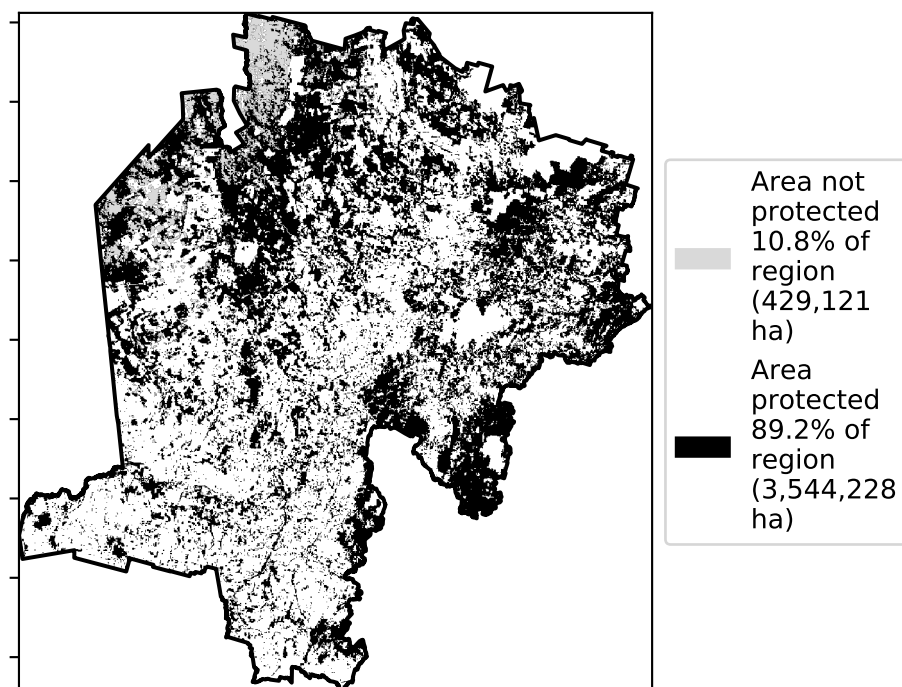 Area not
protected
10.8% of
region
(429,121
ha)
Area
protected
89.2% of
region
(3,544,228
ha)